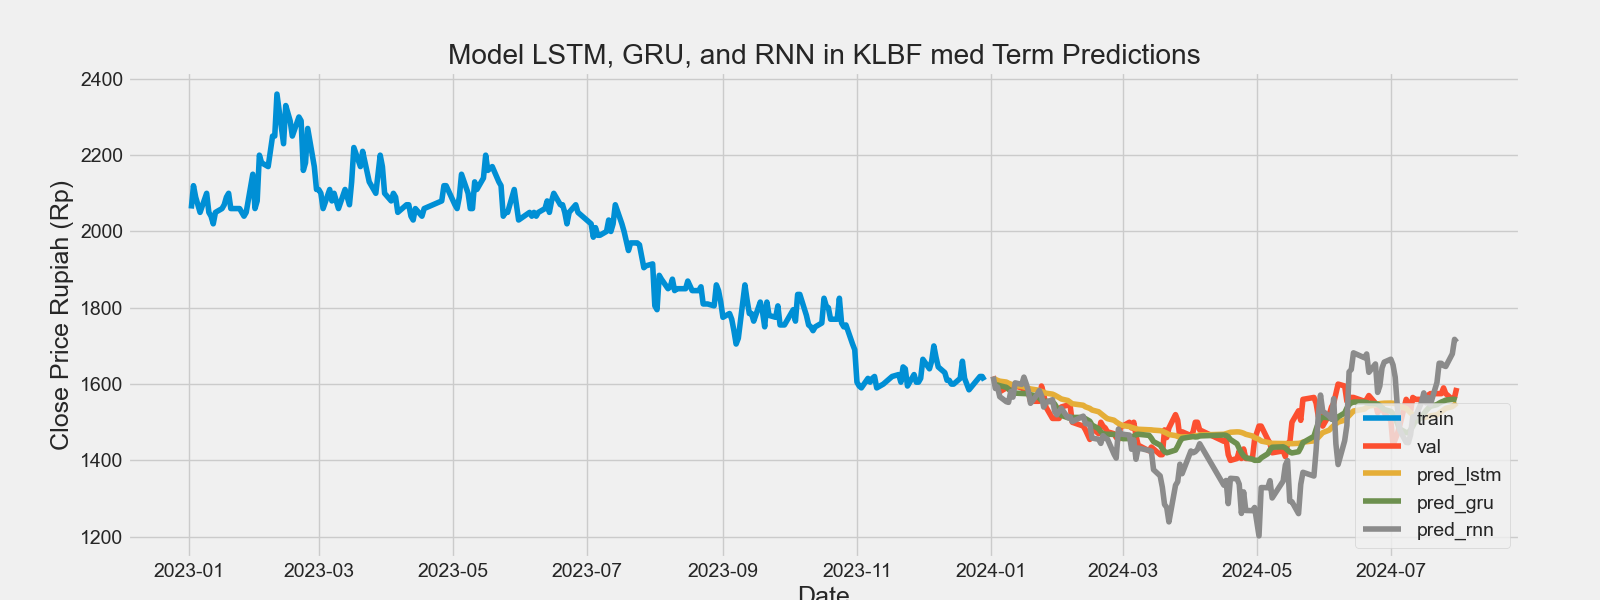 Model LSTM, GRU, and RNN in KLBF med Term Predictions
Close Price Rupiah (Rp)
2400
2200
2000
1800
1600
1400
1200
train
val
pred_lstm
pred_gru
pred_rnn
2023-01 2023-03 2023-05 2023-07 2023-09 2023-11 2024-01 2024-03 2024-05 2024-07
Date